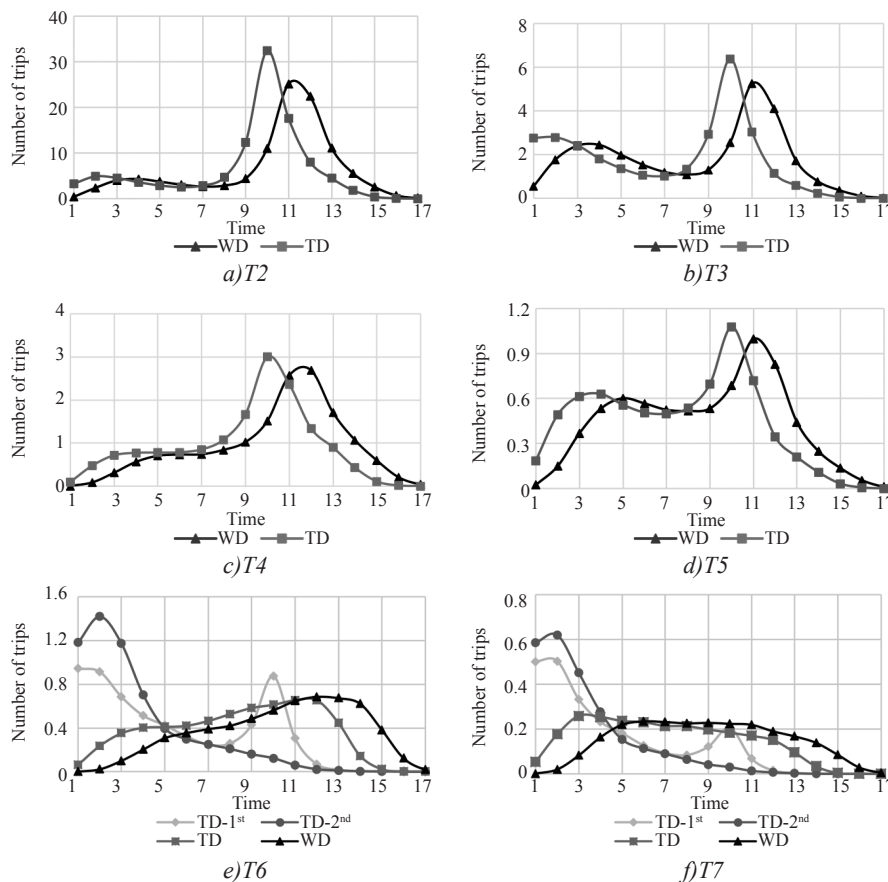 40
30
20
10
0
Number of trips
1 3 5 7 9 11 13 15 17
Time
WD TD
a)T2
8
6
4
2
0
Number of trips
1 3 5 7 9 11 13 15 17
Time
WD TD
b)T3
4
3
2
1
0
Number of trips
1 3 5 7 9 11 13 15 17
Time
WD TD
c)T4
1.2
0.9
0.6
0.3
0
Number of trips
1 3 5 7 9 11 13 15 17
Time
WD TD
d)T5
1.6
1.2
0.8
0.4
0
Number of trips
1 3 5 7 9 11 13 15 17
Time
TD-1st TD-2nd
TD WD
e)T6
0.8
0.6
0.4
0.2
0
Number of trips
1 3 5 7 9 11 13 15 17
Time
TD-1st TD-2nd
TD WD
f)T7